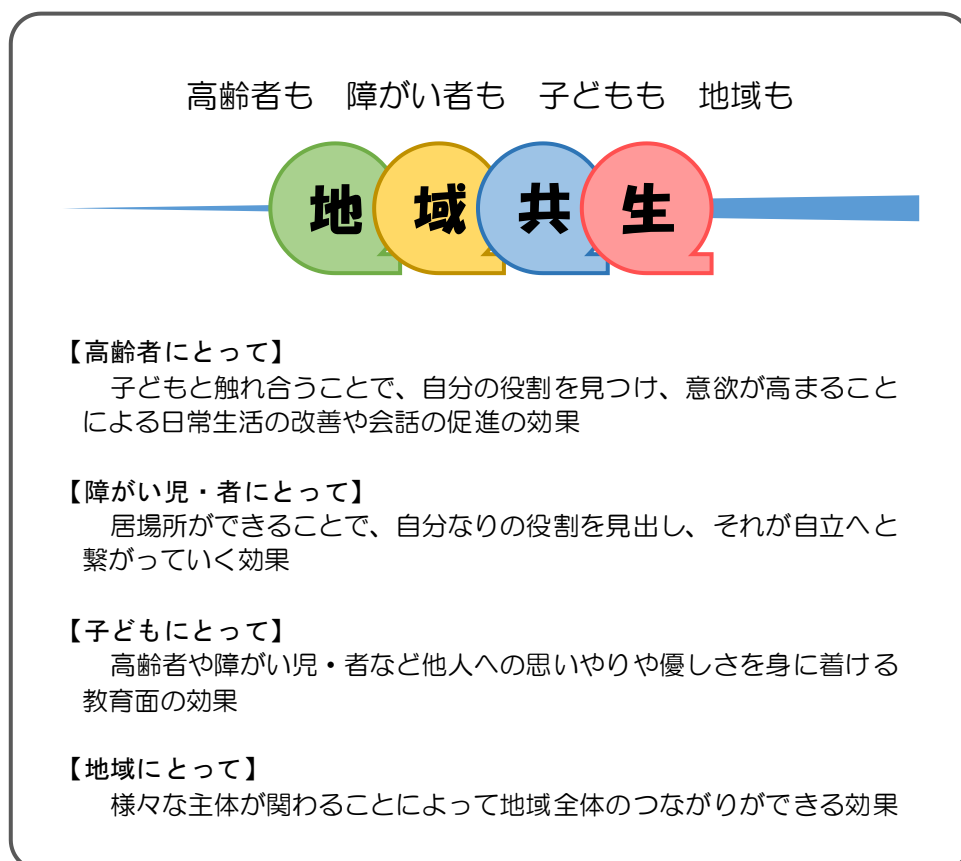 高齢者も　障がい者も　子どもも　地域も
地域共生
【高齢者にとって】
子どもと触れ合うことで、自分の役割を見つけ、意欲が高まること
による日常生活の改善や会話の促進の効果
【障がい児・者にとって】
居場所ができることで、自分なりの役割を見出し、それが自立へと
繋がっていく効果
【子どもにとって】
高齢者や障がい児・者など他人への思いやりや優しさを身に着ける
教育面の効果
【地域にとって】
様々な主体が関わることによって地域全体のつながりができる効果